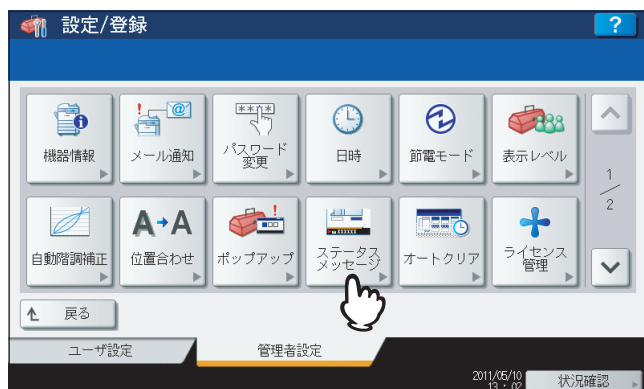 設定/登録
?
機器情報
メール通知
****
パスワード
変更
日時
節電モード
表示レベル
1
2
自動階調補正
A→A
位置合わせ
ポップアップ
ステータス
メッセージ
オートクリア
ライセンス
管理
戻る
ユーザ設定
管理者設定
2011/05/10
13 : 02
状況確認